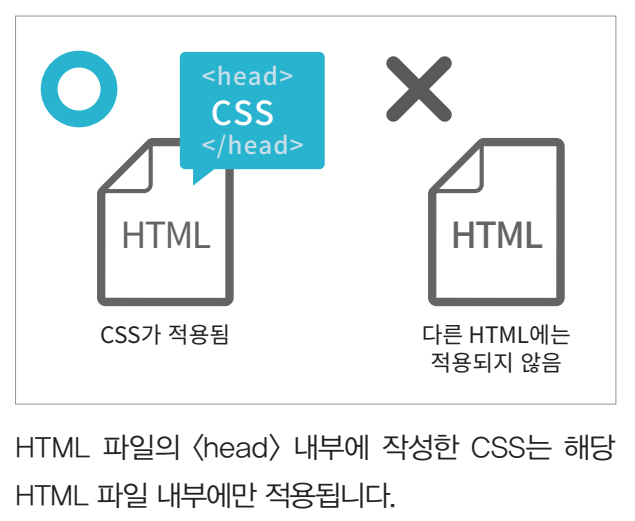 <head>
CSS
</head>
HTML
HTML
CSS가 적용됨
다른 HTML에는
적용되지 않음
HTML 파일의 〈head〉 내부에 작성한 CSS는 해당
HTML 파일 내부에만 적용됩니다.